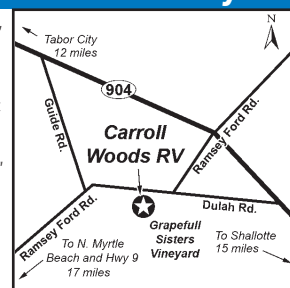 N
Tabor City
12 miles
904
Guide Rd.
Carroll
Woods RV
Ramsey Ford Rd.
Ramsey Ford Rd.
Dulah Rd.
Grapefull
Sisters
Vineyard
To N. Myrtle
Beach and Hwy 9
17 miles
To Shallotte
15 miles